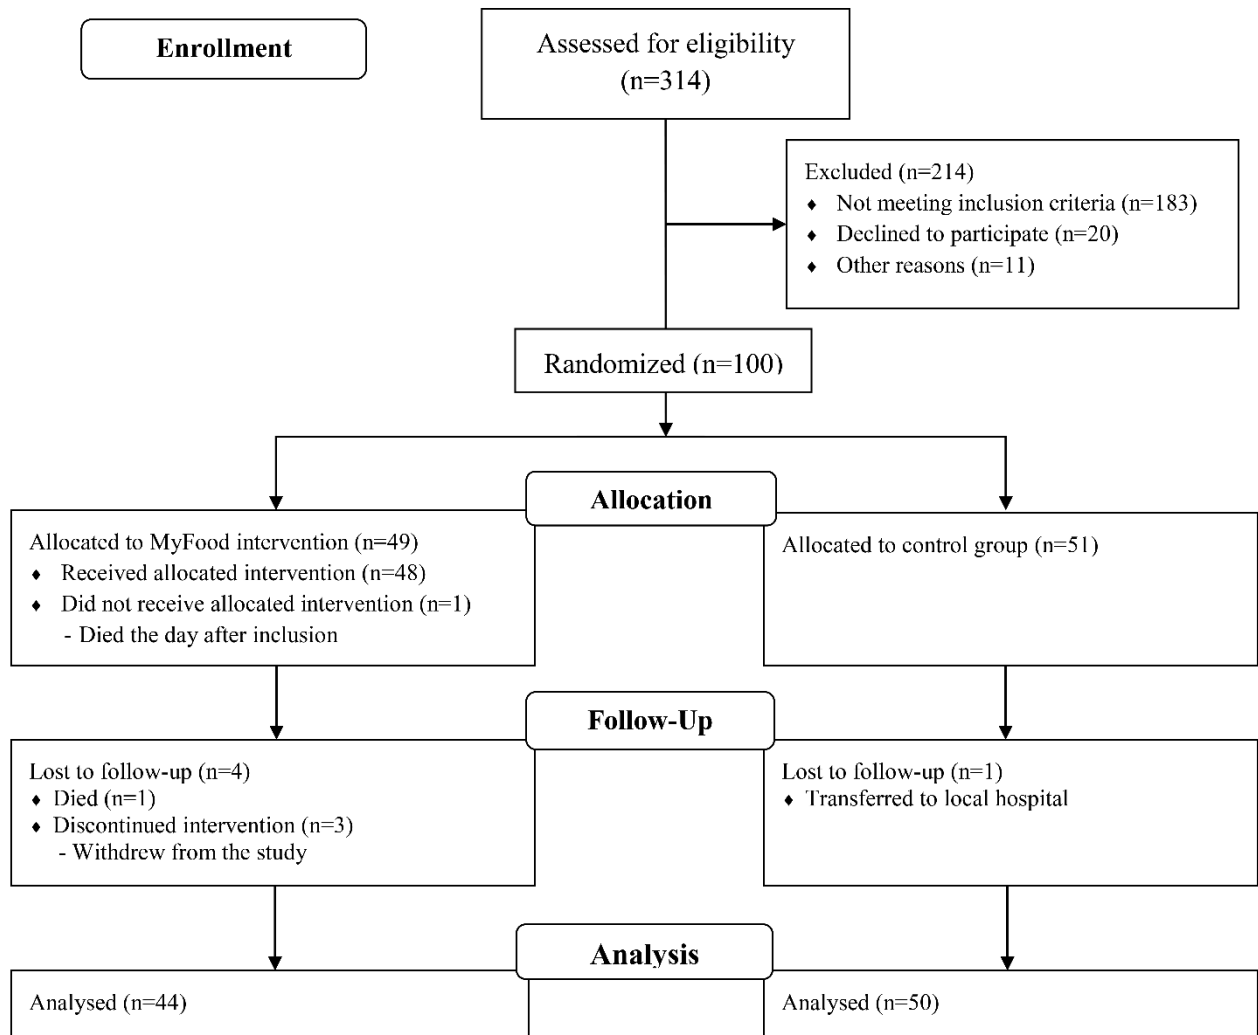 Enrollment
Assessed for eligibility
(n=314)
Excluded (n=214)
♦ Not meeting inclusion criteria (n=183)
♦ Declined to participate (n=20)
♦ Other reasons (n=11)
Randomized (n=100)
Allocation
Allocated to MyFood intervention (n=49)
♦ Received allocated intervention (n=48)
♦ Did not receive allocated intervention (n=1)
- Died the day after inclusion
Allocated to control group (n=51)
Follow-Up
Lost to follow-up (n=4)
♦ Died (n=1)
♦ Discontinued intervention (n=3)
- Withdrew from the study
Lost to follow-up (n=1)
♦ Transferred to local hospital
Analysis
Analysed (n=44)
Analysed (n=50)